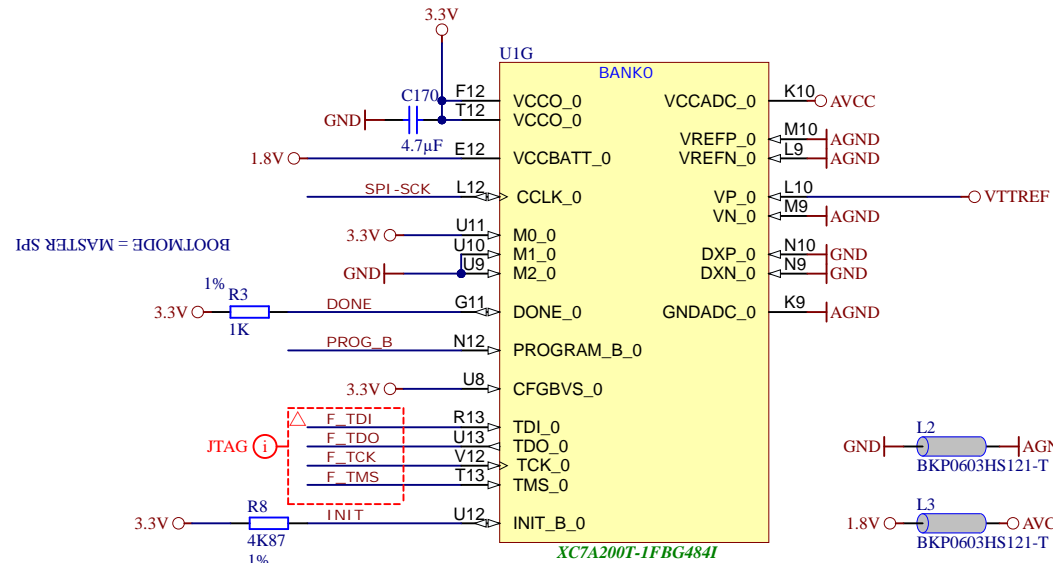 3.3V
U1G
BANK0
C170
F12
VCCO_0
VCCADC_0
K10
AVCC
GND
T12
VCCO_0
4.7µF
VREFP_0
M10
AGND
1.8V
E12
VCCBATT_0
VREFN_0
L9
AGND
SPI-SCK
L12
CCLK_0
VP_0
L10
VTTREF
VN_0
M9
AGND
BOOTMODE = MASTER SPI
3.3V
U11
M0_0
U10
M1_0
DXP_0
N10
GND
GND
U9
M2_0
DXN_0
N9
GND
1%
R3
3.3V
1K
DONE
G11
DONE_0
GNDADC_0
K9
AGND
PROG_B
N12
PROGRAM_B_0
3.3V
U8
CFGBVS_0
JTAG
i
F_TDI
R13
TDI_0
F_TDO
U13
TDO_0
F_TCK
V12
TCK_0
F_TMS
T13
TMS_0
L2
GND
AGN
BKP0603HS121-T
R8
3.3V
4K87
1%
INIT
U12
INIT_B_0
L3
1.8V
AVC
BKP0603HS121-T
XC7A200T-1FBG484I